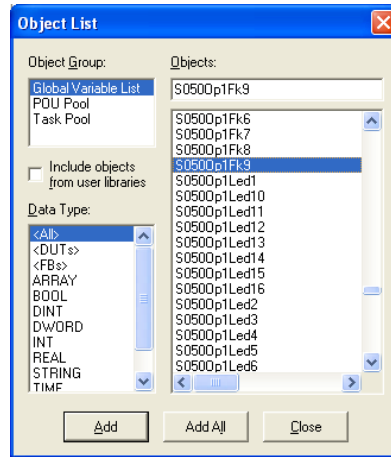 Object List
Object Group:
Global Variable List
POU Pool
Task Pool
Include objects
from user libraries
Data Type:
<All>
<DUTs>
<FBs>
ARRAY
BOOL
DINT
DWORD
INT
REAL
STRING
TIME
Objects:
S0500p1Fk9
S0500p1Fk6
S0500p1Fk7
S0500p1Fk8
S0500p1Fk9
S0500p1Led1
S0500p1Led10
S0500p1Led11
S0500p1Led12
S0500p1Led13
S0500p1Led14
S0500p1Led15
S0500p1Led16
S0500p1Led2
S0500p1Led3
S0500p1Led4
S0500p1Led5
S0500p1Led6
Add
Add All
Close